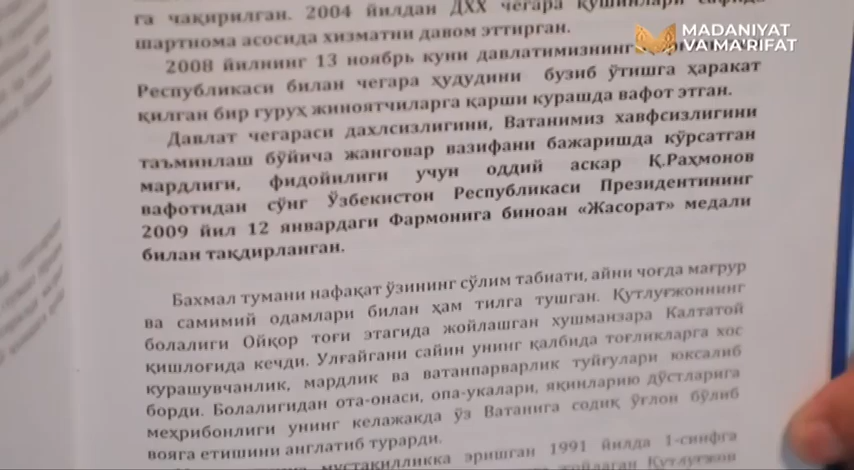 га чақирилган. 2004 йилдан ДХХ чегара қўшинлари сафида
шартнома асосида хизматни давом эттирган.
MADANIYAT
VA MA'RIFAT
2008 йилнинг 13 ноябрь куни давлатимизнинг
Республикаси билан чегара ҳудудини бузиб ўтишга ҳаракат
қилган бир гуруҳ жиноятчиларга қарши курашда вафот этган.
Давлат чегараси дахлсизлигини, Ватанимиз хавфсизлигини
таъминлаш бўйича жанговар вазифани бажаришда кўрсатган
мардлиги, фидойилиги учун оддий аскар Қ.Раҳмонов
вафотидан сўнг Ўзбекистон Республикаси Президентининг
2009 йил 12 январдаги Фармонига биноан «Жасорат» медали
билан тақдирланган.
Бахмал тумани нафақат ўзининг сўлим табиати, айни чоғда мағрур
ва самимий одамлари билан ҳам тилга тушган. Қутлуғжоннинг
болалиги Ойқор тоғи этагида жойлашган хушманзара Калтатой
қишлоғида кечди. Улғайгани сайин унинг қалбида тоғликларга хос
курашувчанлик, мардлик ва ватанпарварлик туйғулари юксалиб
борди. Болалигидан ота-онаси, опа-укалари, яқинларию дўстларига
меҳрибонлиги унинг келажакда ўз Ватанига содиқ ўғлон бўлиб
вояга етишини англатиб турарди.
мустақилликка эришган 1991 йилда 1-синфга
жойлаган Қутлуғжон